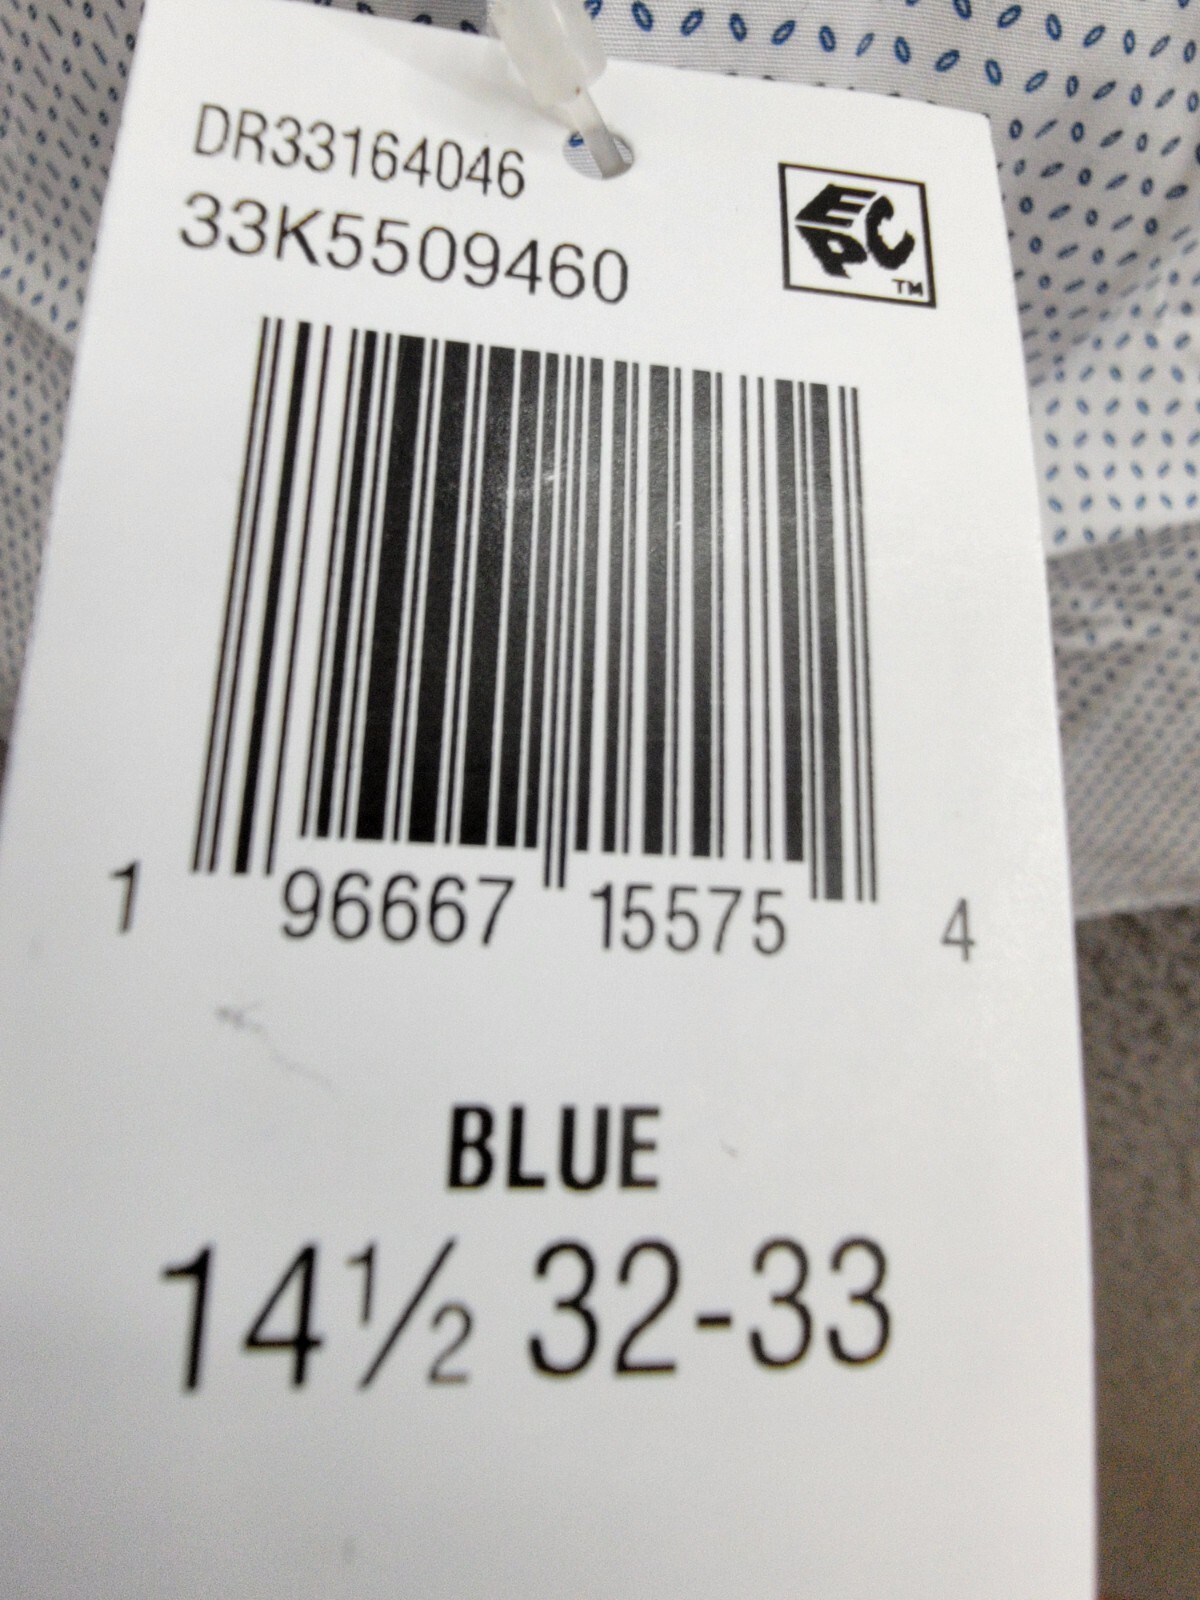 DR33164046
33K5509460
EPC™
1 96667 15575 4
BLUE
14½ 32-33